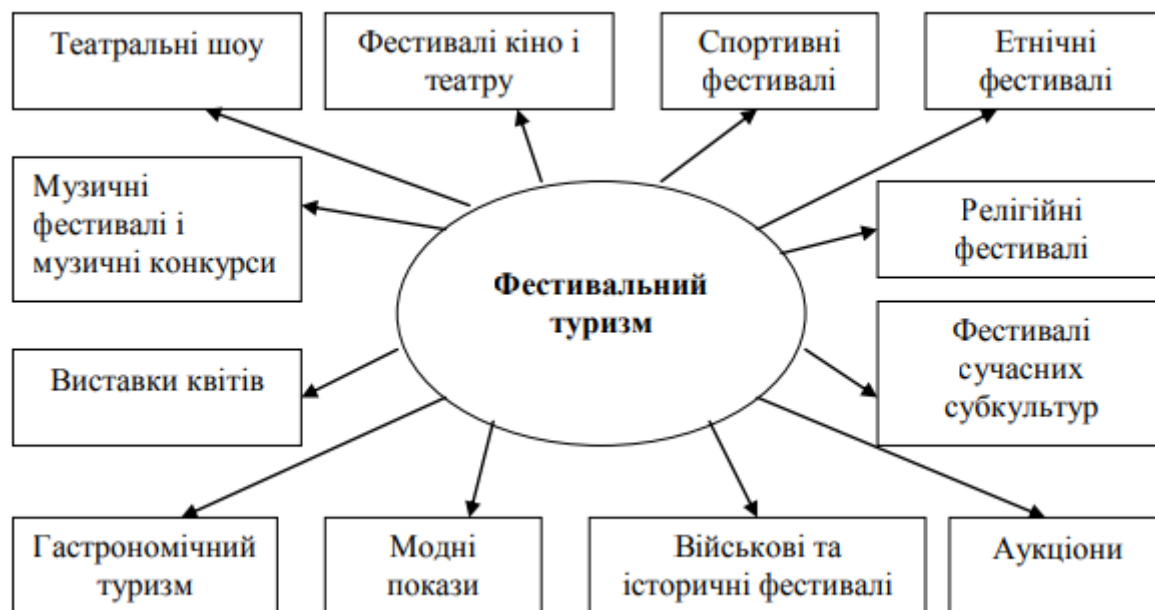 Театральні шоу
Фестивалі кіно і
театру
Спортивні
фестивалі
Етнічні
фестивалі
Музичні
фестивалі і
музичні конкурси
Релігійні
фестивалі
Фестивальний
туризм
Виставки квітів
Фестивалі
сучасних
субкультур
Гастрономічний
туризм
Модні
покази
Військові та
історичні фестивалі
Аукціони